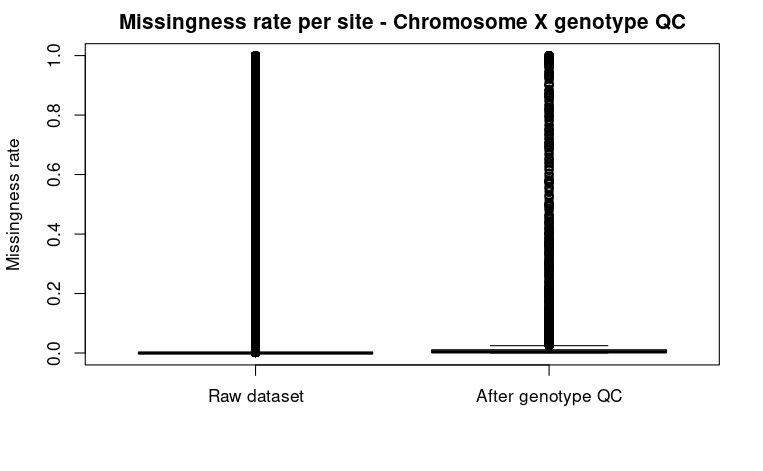 Missingness rate per site - Chromosome X genotype QC
Missingness rate
1.0
0.8
0.6
0.4
0.2
0.0
Raw dataset
After genotype QC